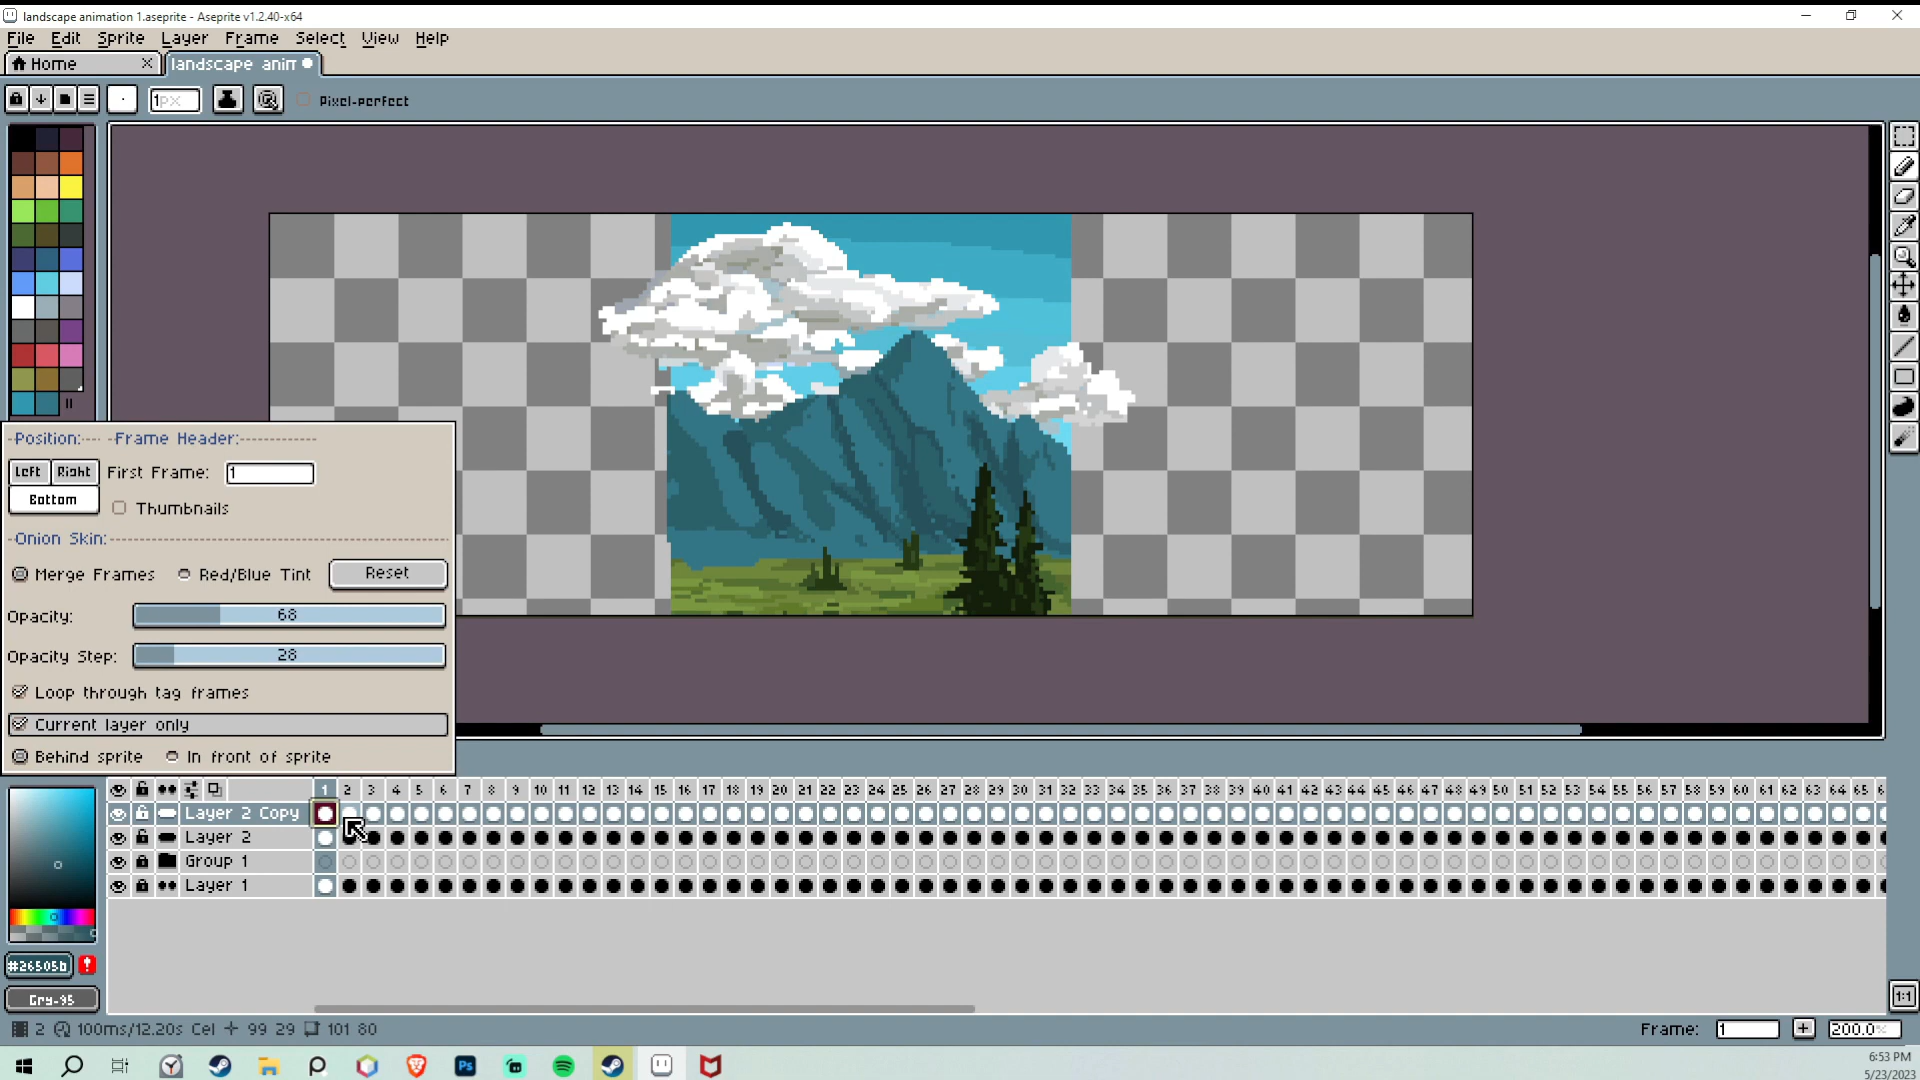 landscape animation 1.aseprite - Aseprite v1.2.40-x64
File Edit Sprite Layer Frame Select View Help
Home
landscape anim
1px
Pixel-perfect
Position: Frame Header:
Left Right First Frame: 1
Bottom
Thumbnails
Onion Skin:
Merge Frames Red/Blue Tint Reset
Opacity: 68
Opacity Step: 28
Loop through tag frames
Current layer only
Behind sprite In front of sprite
1 2 3 4 5 6 7 8 9 10 11 12 13 14 15 16 17 18 19 20 21 22 23 24 25 26 27 28 29 30 31 32 33 34 35 36 37 38 39 40 41 42 43 44 45 46 47 48 49 50 51 52 53 54 55 56 57 58 59 60 61 62 63 64 65
Layer 2 Copy
Layer 2
Group 1
Layer 1
#26505b !
Gry-95
1:1
2 100ms/12.20s Cel 99 29 101 80
Frame: 1 + 200.0%
Ps
6:53 PM
5/23/2023